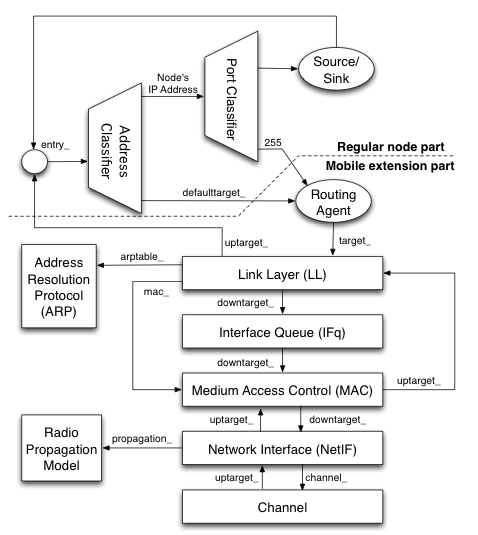 Source/
Sink
Node's
IP Address
Port Classifier
Address
Classifier
entry_
255
Regular node part
Mobile extension part
defaulttarget_
Routing
Agent
uptarget_
target_
Address
Resolution
Protocol
(ARP)
arptable_
Link Layer (LL)
mac_
downtarget_
Interface Queue (IFq)
downtarget_
Medium Access Control (MAC)
uptarget_
uptarget_
downtarget_
Radio
Propagation
Model
propagation_
Network Interface (NetIF)
uptarget_
channel_
Channel